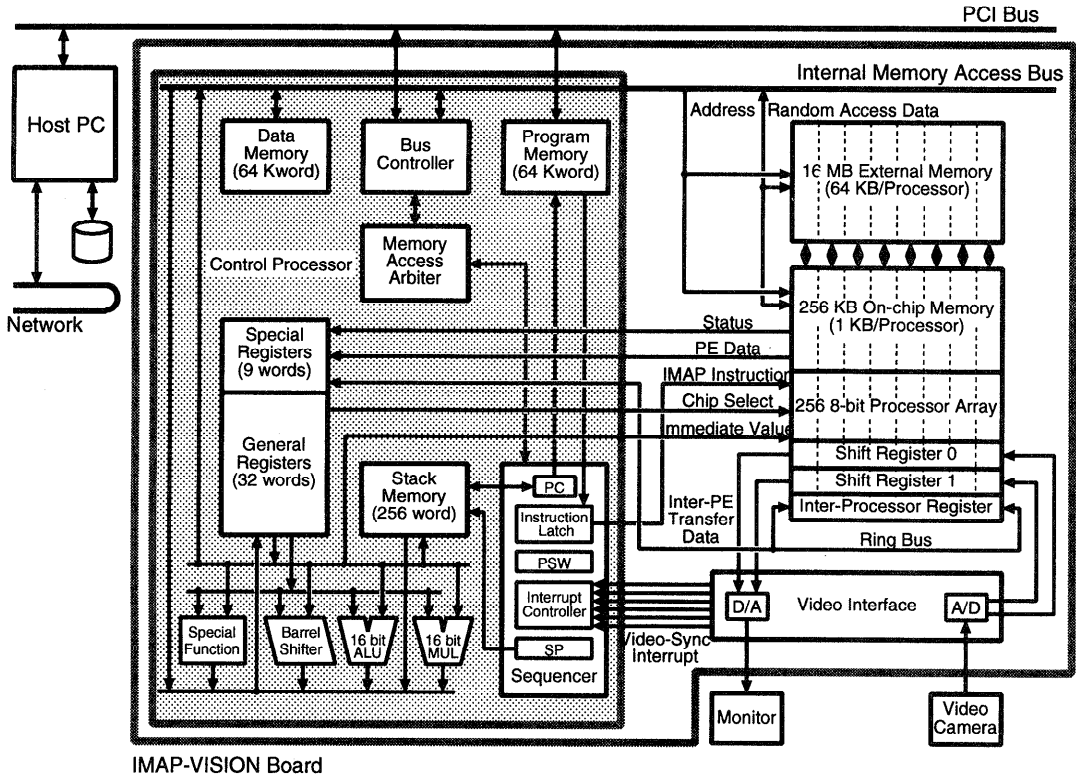 PCI Bus
Internal Memory Access Bus
Host PC
Address
Random Access Data
Data
Memory
(64 Kword)
Bus
Controller
Program
Memory
(64 Kword)
16 MB External Memory
(64 KB/Processor)
Control Processor
Memory
Access
Arbiter
Network
256 KB On-chip Memory
(1 KB/Processor)
Special
Registers
(9 words)
Status
PE Data
IMAP Instruction
Chip Select
Immediate Value
256 8-bit Processor Array
General
Registers
(32 words)
Stack
Memory
(256 word)
PC
Instruction
Latch
PSW
Interrupt
Controller
SP
Sequencer
Shift Register 0
Shift Register 1
Inter-Processor Register
Inter-PE
Transfer
Data
Ring Bus
Special
Function
Barrel
Shifter
16 bit
ALU
16 bit
MUL
D/A
Video Interface
A/D
Video-Sync
Interrupt
Monitor
Video
Camera
IMAP-VISION Board